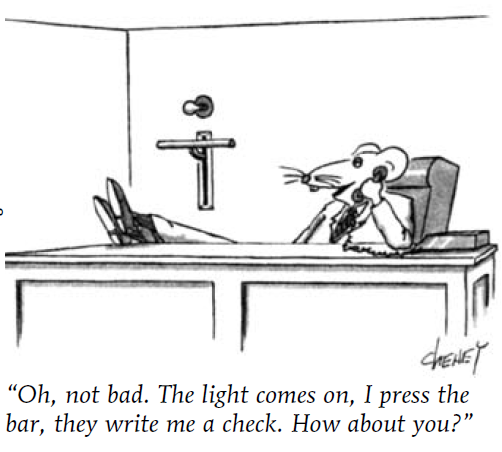 CHENEY
“Oh, not bad. The light comes on, I press the
bar, they write me a check. How about you?”